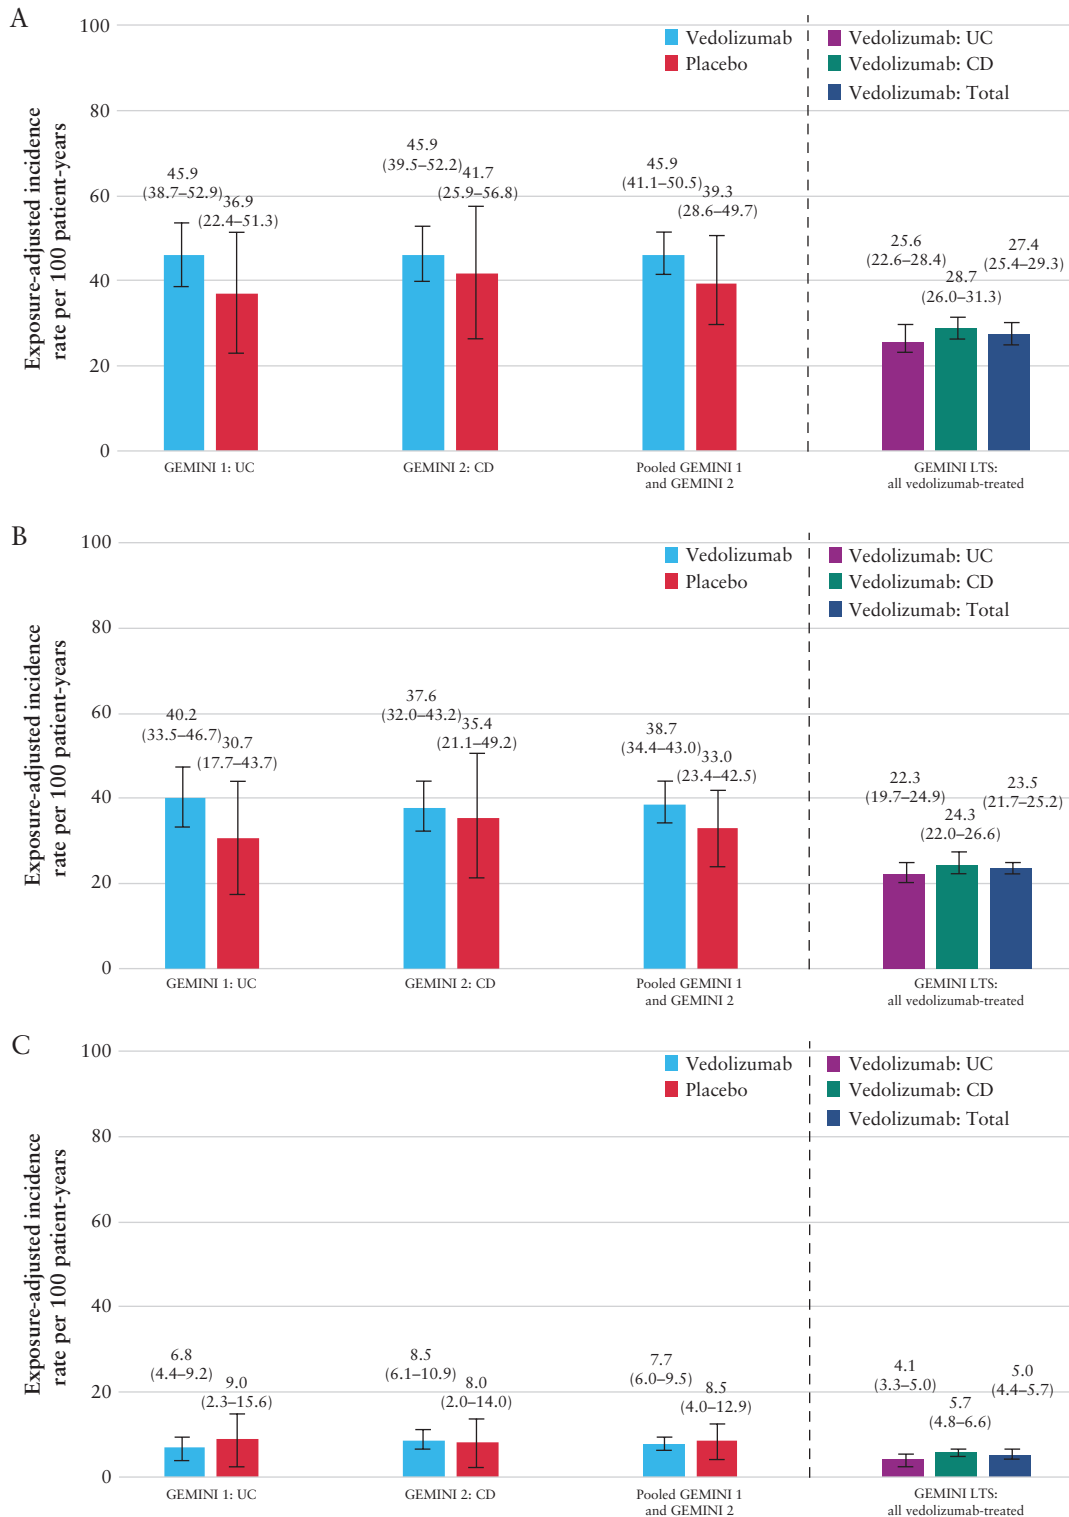 A
Exposure-adjusted incidence
rate per 100 patient-years
100
80
60
40
20
0
Vedolizumab
Placebo
Vedolizumab: UC
Vedolizumab: CD
Vedolizumab: Total
45.9
(38.7–52.9)
36.9
(22.4–51.3)
45.9
(39.5–52.2)
41.7
(25.9–56.8)
45.9
(41.1–50.5)
39.3
(28.6–49.7)
25.6
(22.6–28.4)
28.7
(26.0–31.3)
27.4
(25.4–29.3)
GEMINI 1: UC
GEMINI 2: CD
Pooled GEMINI 1
and GEMINI 2
GEMINI LTS:
all vedolizumab-treated
B
Exposure-adjusted incidence
rate per 100 patient-years
100
80
60
40
20
0
Vedolizumab
Placebo
Vedolizumab: UC
Vedolizumab: CD
Vedolizumab: Total
40.2
(33.5–46.7)
30.7
(17.7–43.7)
37.6
(32.0–43.2)
35.4
(21.1–49.2)
38.7
(34.4–43.0)
33.0
(23.4–42.5)
22.3
(19.7–24.9)
24.3
(22.0–26.6)
23.5
(21.7–25.2)
GEMINI 1: UC
GEMINI 2: CD
Pooled GEMINI 1
and GEMINI 2
GEMINI LTS:
all vedolizumab-treated
C
Exposure-adjusted incidence
rate per 100 patient-years
100
80
60
40
20
0
Vedolizumab
Placebo
Vedolizumab: UC
Vedolizumab: CD
Vedolizumab: Total
6.8
(4.4–9.2)
9.0
(2.3–15.6)
8.5
(6.1–10.9)
8.0
(2.0–14.0)
7.7
(6.0–9.5)
8.5
(4.0–12.9)
4.1
(3.3–5.0)
5.7
(4.8–6.6)
5.0
(4.4–5.7)
GEMINI 1: UC
GEMINI 2: CD
Pooled GEMINI 1
and GEMINI 2
GEMINI LTS:
all vedolizumab-treated